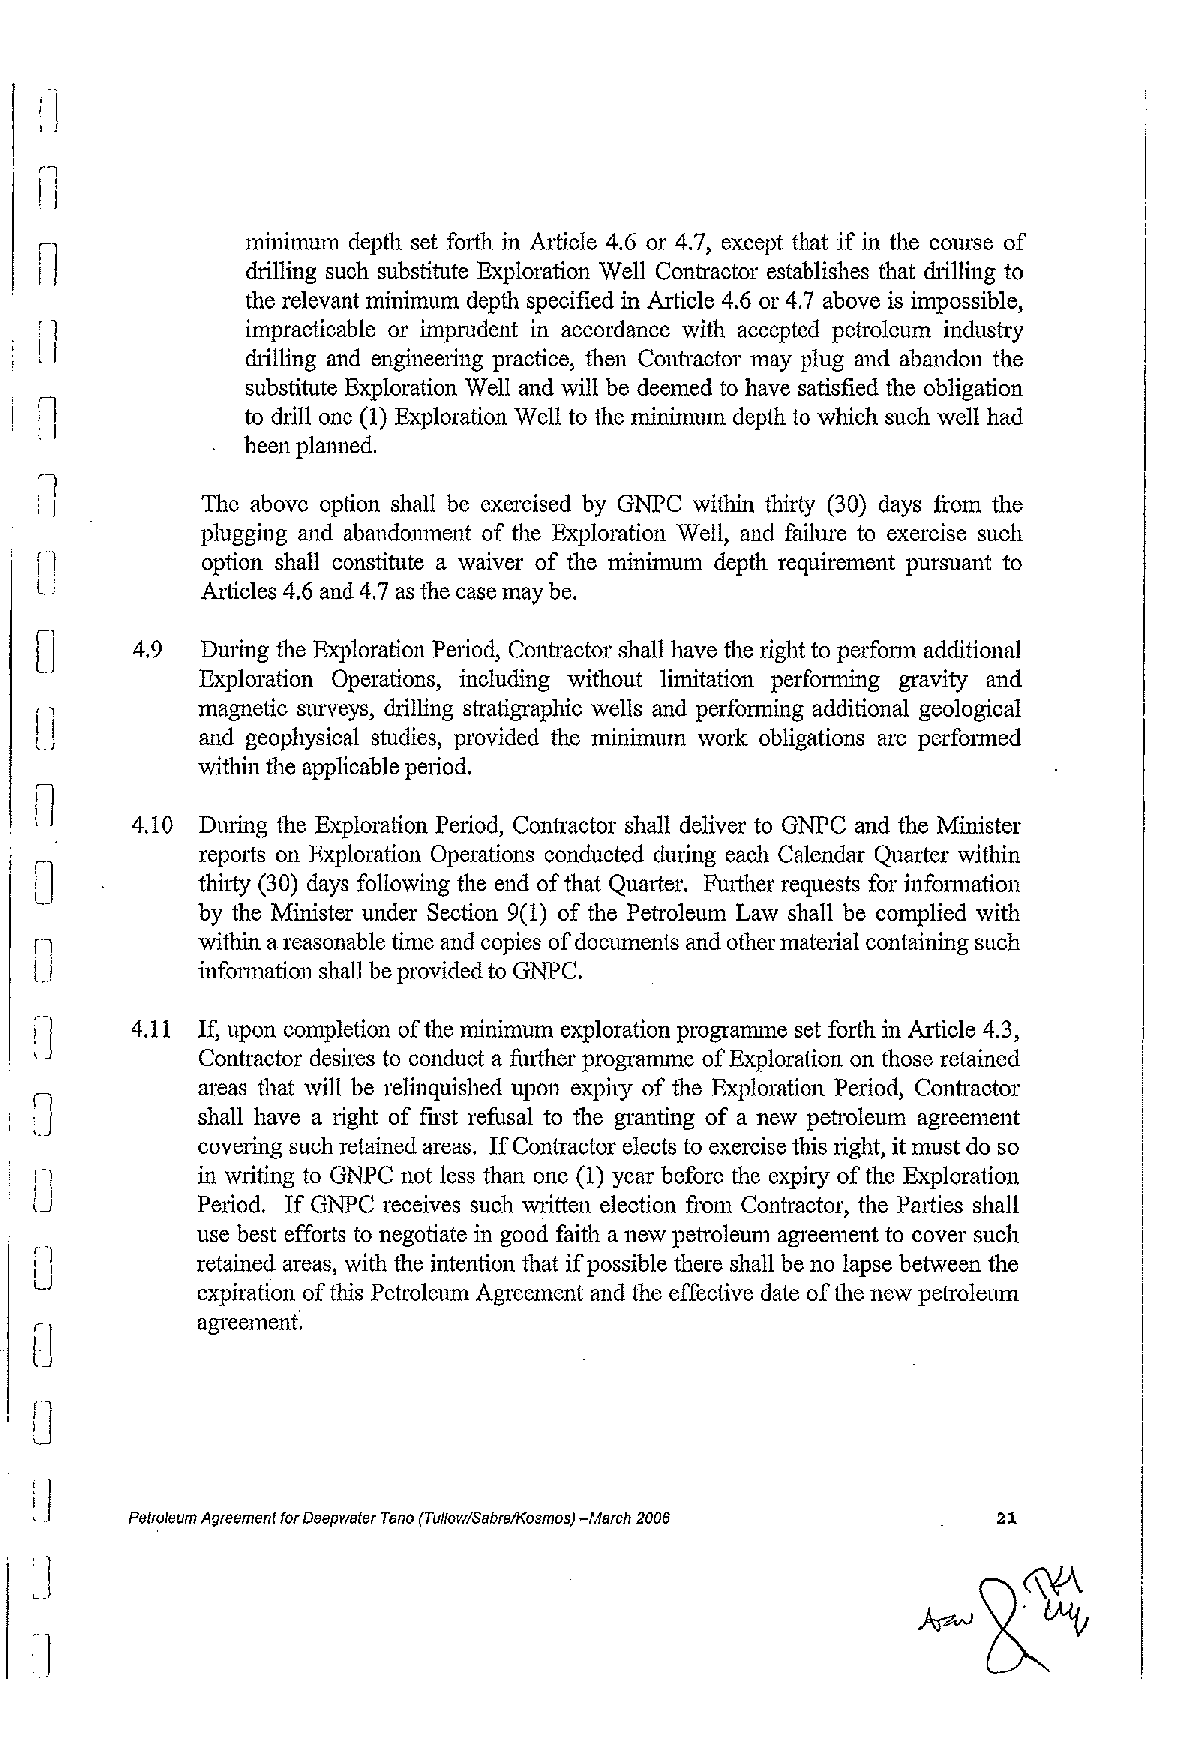 minimum depth set forth in Article 4.6 or 4.7, except that if in the course of
drilling such substitute Exploration Well Contractor establishes that drilling to
the relevant minimum depth specified in Article 4.6 or 4.7 above is impossible,
impracticable or imprudent in accordance with accepted petroleum industry
drilling and engineering practice, then Contractor may plug and abandon the
substitute Exploration Well and will be deemed to have satisfied the obligation
to drill one (1) Exploration Well to the minimum depth to which such well had
been planned.
The above option shall be exercised by GNPC within thirty (30) days from the
plugging and abandonment of the Exploration Well, and failure to exercise such
option shall constitute a waiver of the minimum depth requirement pursuant to
Articles 4.6 and 4.7 as the case may be.
4.9 During the Exploration Period, Contractor shall have the right to perform additional
Exploration Operations, including without limitation performing gravity and
magnetic surveys, drilling stratigraphic wells and performing additional geological
and geophysical studies, provided the minimum work obligations are performed
within the applicable period.
4.10 During the Exploration Period, Contractor shall deliver to GNPC and the Minister
reports on Exploration Operations conducted during each Calendar Quarter within
thirty (30) days following the end of that Quarter. Further requests for information
by the Minister under Section 9(1) of the Petroleum Law shall be complied with
within a reasonable time and copies of documents and other material containing such
information shall be provided to GNPC.
4.11 If, upon completion of the minimum exploration programme set forth in Article 4.3,
Contractor desires to conduct a further programme of Exploration on those retained
areas that will be relinquished upon expiry of the Exploration Period, Contractor
shall have a right of first refusal to the granting of a new petroleum agreement
covering such retained areas. If Contractor elects to exercise this right, it must do so
in writing to GNPC not less than one (1) year before the expiry of the Exploration
Period. If GNPC receives such written election from Contractor, the Parties shall
use best efforts to negotiate in good faith a new petroleum agreement to cover such
retained areas, with the intention that if possible there shall be no lapse between the
expiration of this Petroleum Agreement and the effective date of the new petroleum
agreement.
Petroleum Agreement for Deepwater Tano (Tullow/Sabre/Kosmos) –March 2006 21